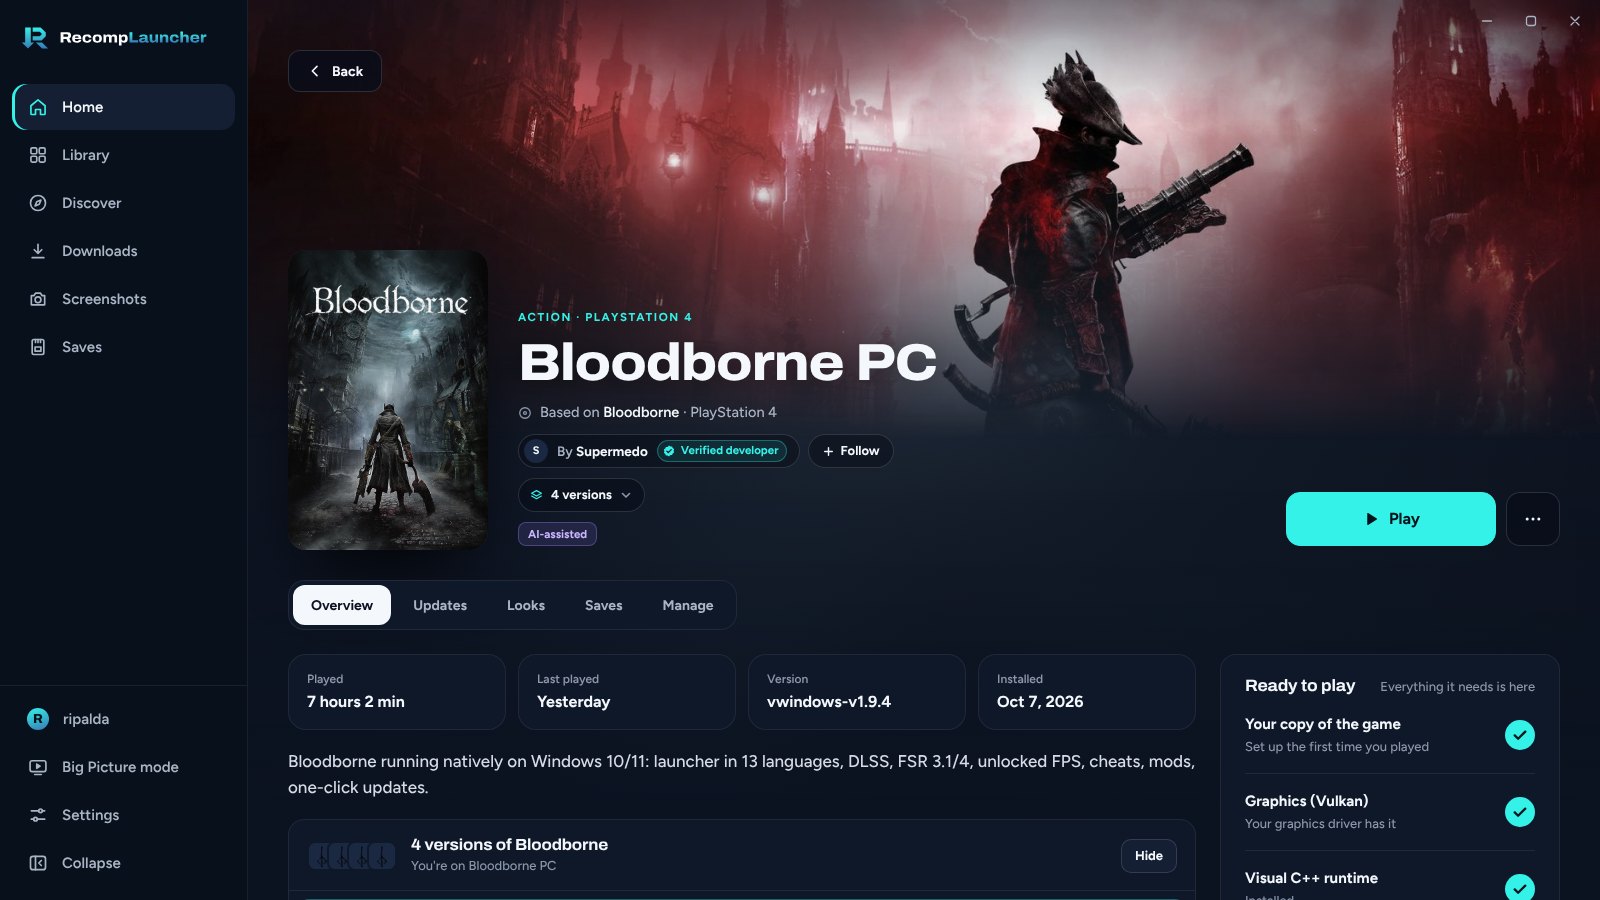 RecompLauncher
Home
Library
Discover
Downloads
Screenshots
Saves
ripalda
Big Picture mode
Settings
Collapse
Back
Bloodborne
ACTION · PLAYSTATION 4
Bloodborne PC
Based on Bloodborne · PlayStation 4
S By Supermedo Verified developer + Follow
4 versions
AI-assisted
Play
Overview Updates Looks Saves Manage
Played
7 hours 2 min
Last played
Yesterday
Version
vwindows-v1.9.4
Installed
Oct 7, 2026
Bloodborne running natively on Windows 10/11: launcher in 13 languages, DLSS, FSR 3.1/4, unlocked FPS, cheats, mods,
one-click updates.
4 versions of Bloodborne
You're on Bloodborne PC
Hide
Ready to play Everything it needs is here
Your copy of the game
Set up the first time you played
Graphics (Vulkan)
Your graphics driver has it
Visual C++ runtime
Installed